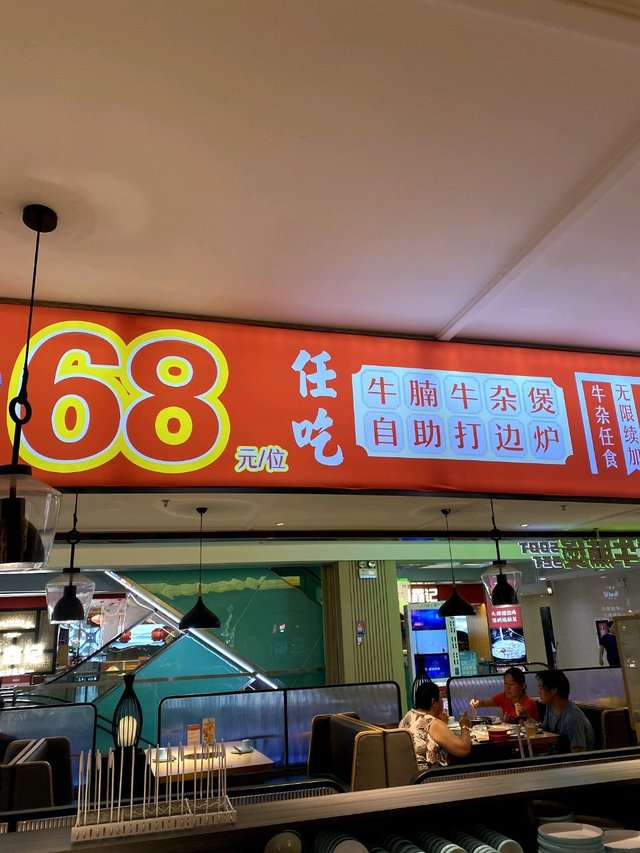 68
元/位
任吃
牛腩牛杂煲
自助打边炉
牛杂任食
无限续加